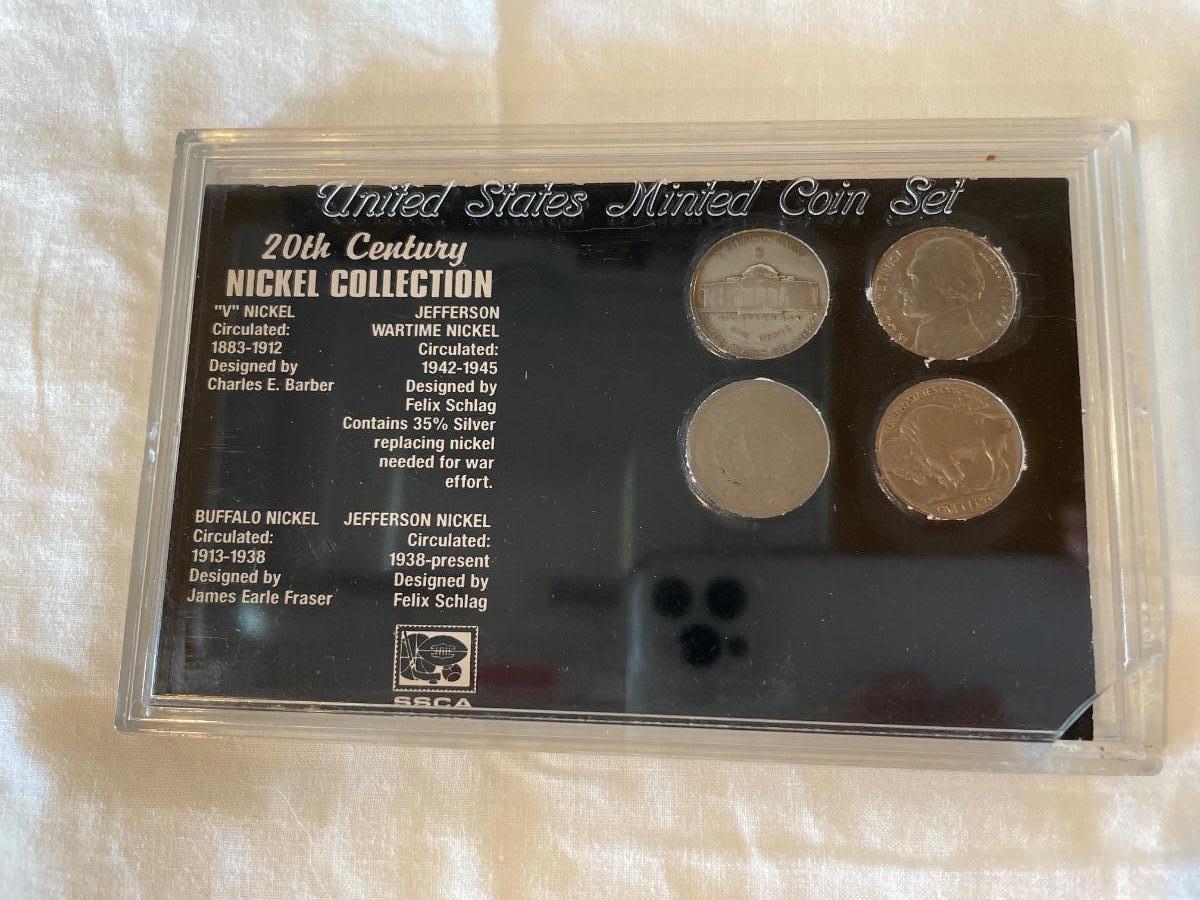 United States Minted Coin Set
20th Century
NICKEL COLLECTION
"V" NICKEL
Circulated:
1883-1912
Designed by
Charles E. Barber
JEFFERSON
WARTIME NICKEL
Circulated:
1942-1945
Designed by
Felix Schlag
Contains 35% Silver
replacing nickel
needed for war
effort.
BUFFALO NICKEL
Circulated:
1913-1938
Designed by
James Earle Fraser
JEFFERSON NICKEL
Circulated:
1938-present
Designed by
Felix Schlag
SSCA